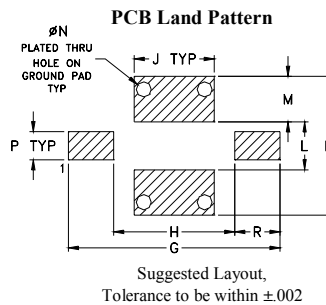 PCB Land Pattern
øN
PLATED THRU
HOLE ON
GROUND PAD
TYP
J TYP
M
P TYP
L
1
H
R
G
Suggested Layout,
Tolerance to be within ±.002